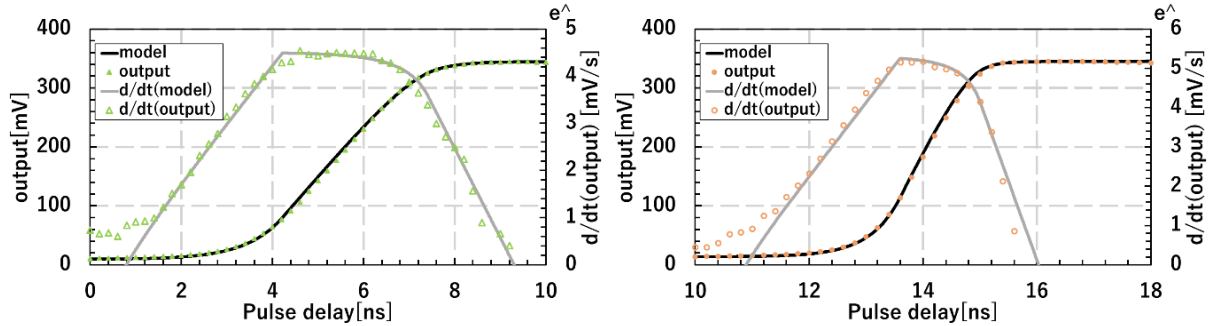 e^
400
300
200
100
0
output[mV]
model
output
d/dt(model)
d/dt(output)
5
4
3
2
1
0
d/dt(output) [mV/s]
0 2 4 6 8 10
Pulse delay[ns]
e^
400
300
200
100
0
output[mV]
model
output
d/dt(model)
d/dt(output)
6
5
4
3
2
1
0
d/dt(output) [mV/s]
10 12 14 16 18
Pulse delay[ns]